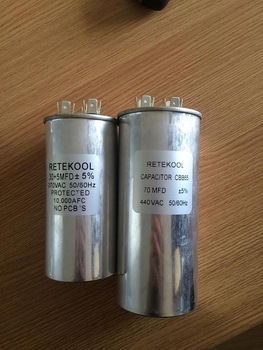 RETEKOOL
30+5MFD±5%
370VAC 50/60Hz
PROTECTED
10,000AFC
NO PCB'S
RETEKOOL
CAPACITOR CBB65
70 MFD ±5%
440VAC 50/60Hz